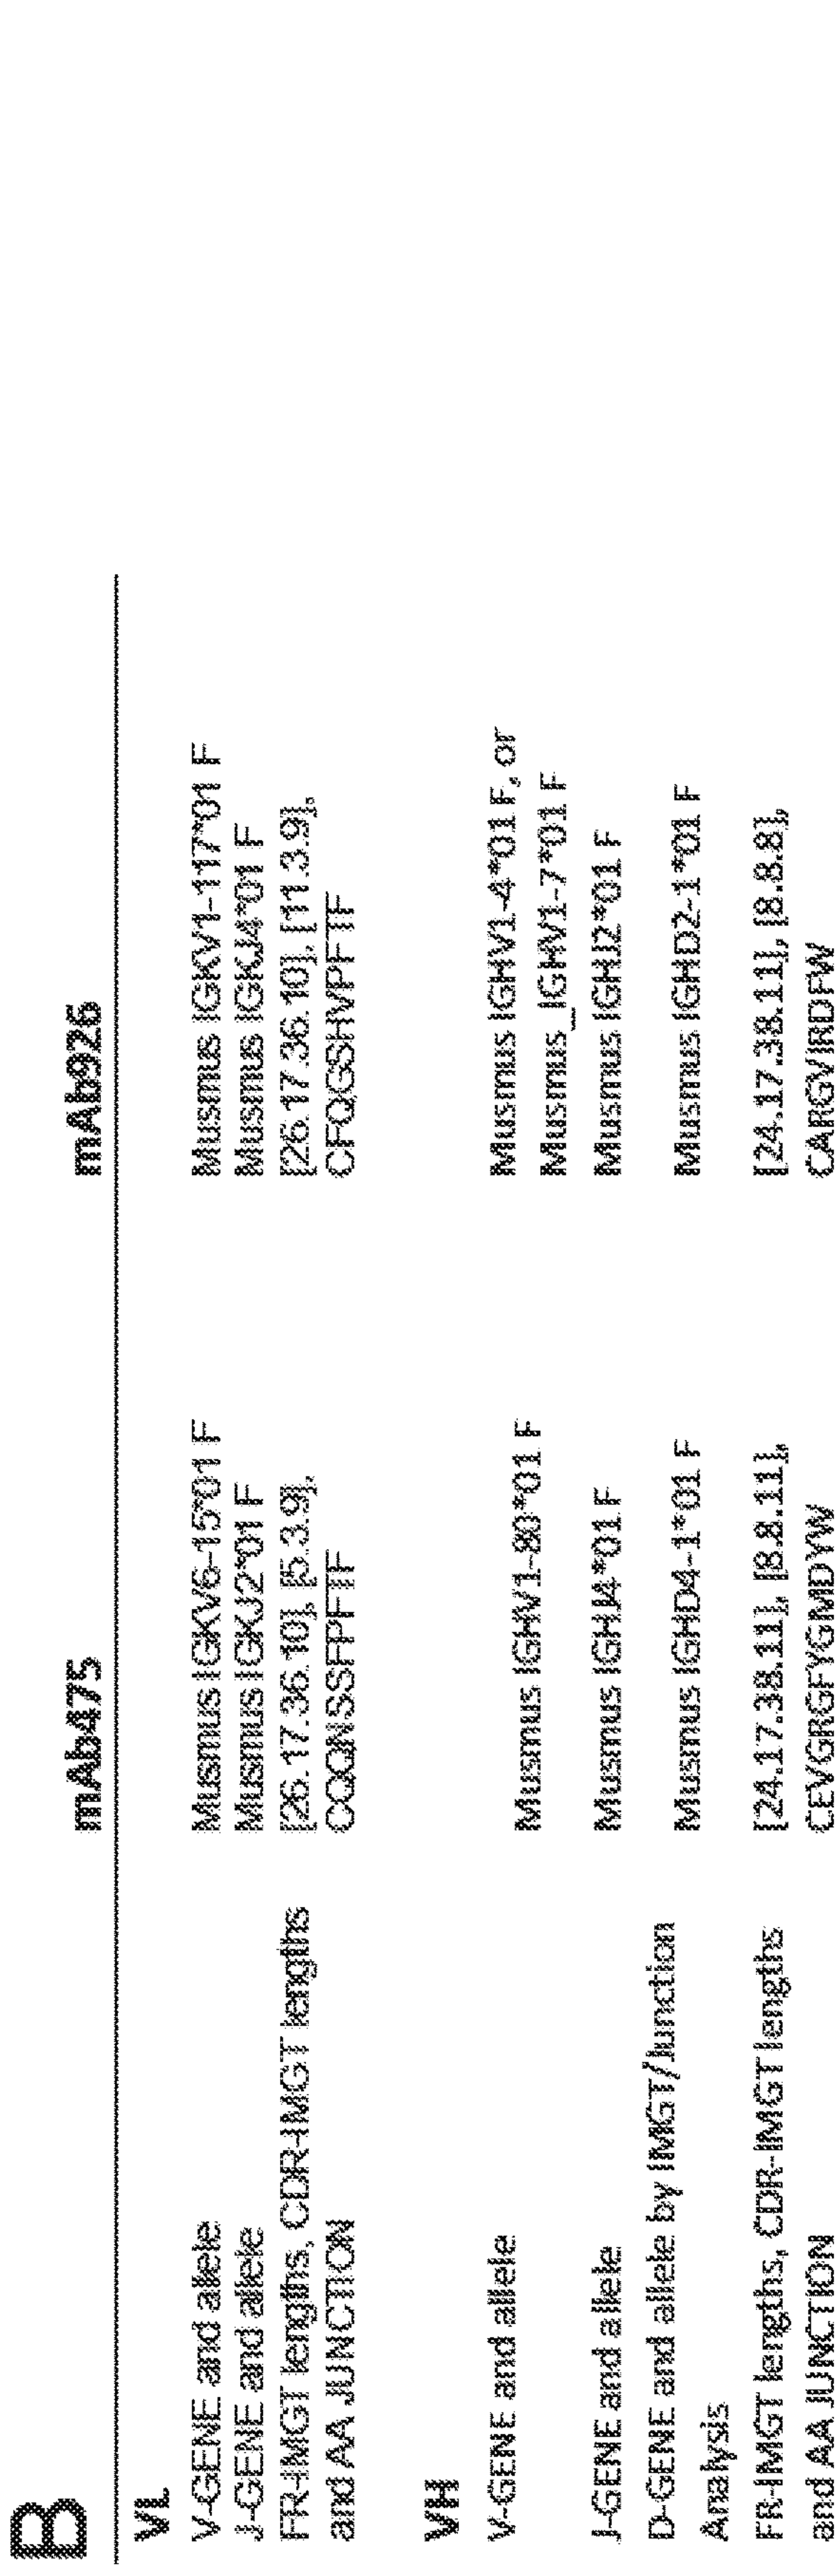 B
mAb475 mAb926
VL
V-GENE and allele Musmus IGKV6-15*01 F Musmus IGKV1-117*01 F
J-GENE and allele Musmus IGKJ2*01 F Musmus IGKJ4*01 F
FR-IMGT lengths, CDR-IMGT lengths [26.17.36.10], [5.3.9], [26.17.36.10], [11.3.9],
and AA JUNCTION CQQNSSFPFTF CFQGSHVPFTF
VH
V-GENE and allele Musmus IGHV1-80*01 F Musmus IGHV1-4*01 F, or
Musmus_IGHV1-7*01 F
J-GENE and allele Musmus IGHJ4*01 F Musmus IGHJ2*01 F
D-GENE and allele by IMGT/Junction
Analysis Musmus IGHD4-1*01 F Musmus IGHD2-1*01 F
FR-IMGT lengths, CDR-IMGT lengths [24.17.38.11], [8.8.11], [24.17.38.11], [8.8.8],
and AA JUNCTION CEVGRGFYGMDYW CARGVIRDFW